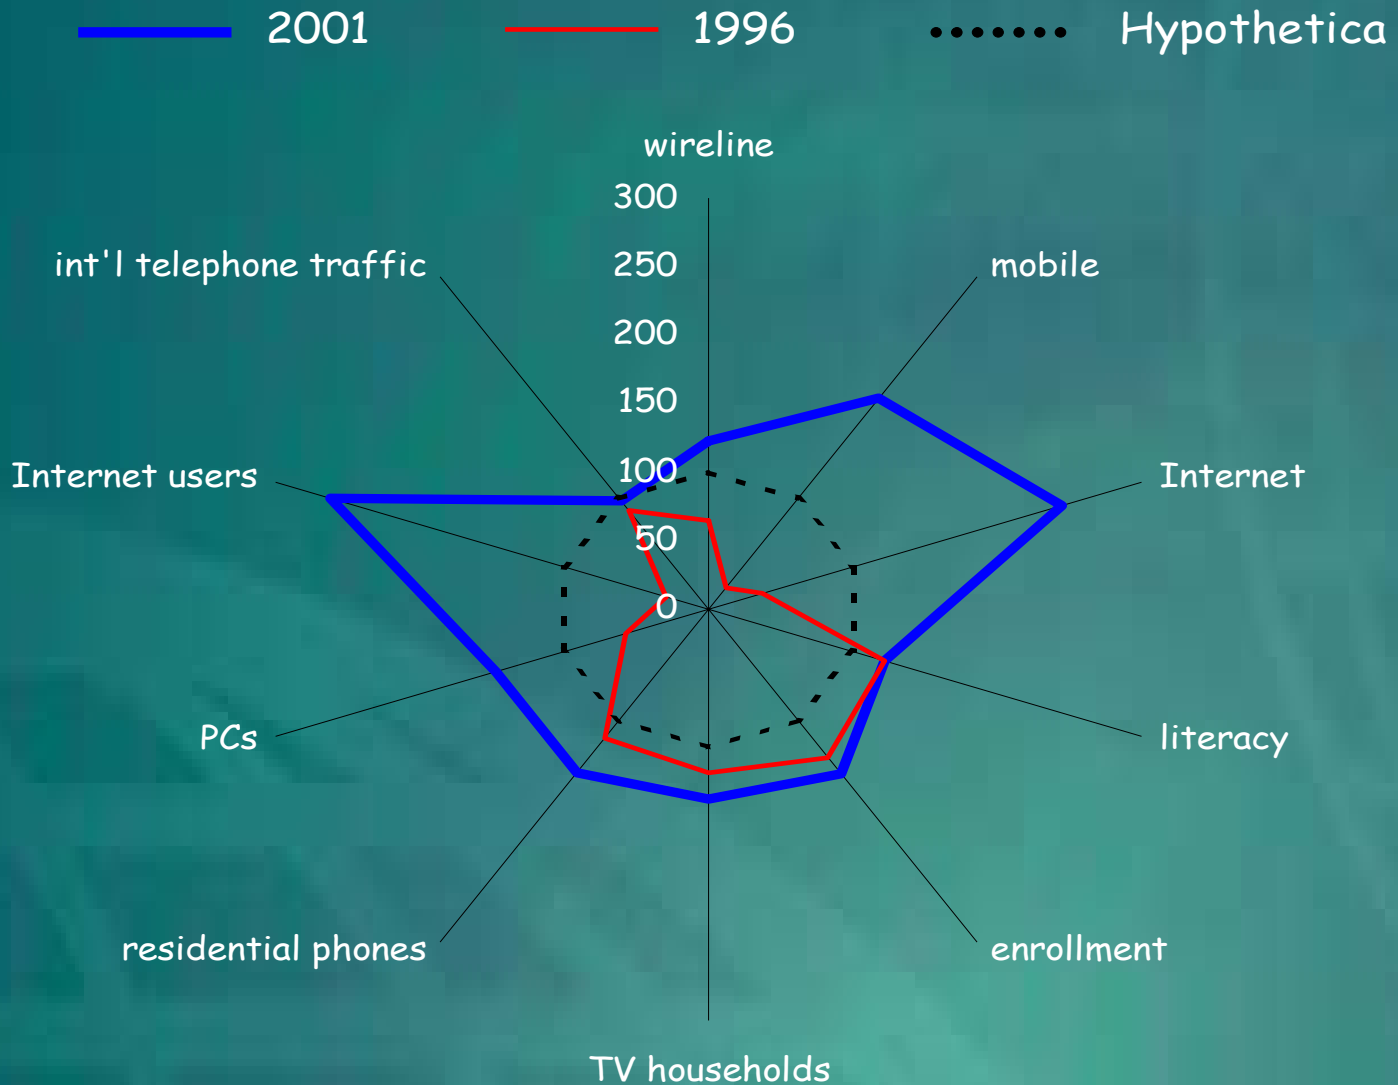 2001 1996 Hypothetica
wireline
300
int'l telephone traffic 250 mobile
200
150
Internet users 100 Internet
50
0
PCs literacy
residential phones enrollment
TV households